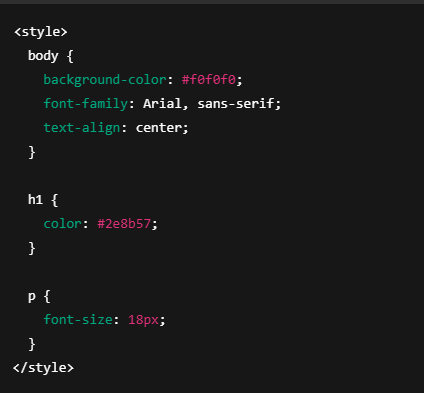 <style>
  body {
    background-color: #f0f0f0;
    font-family: Arial, sans-serif;
    text-align: center;
  }

  h1 {
    color: #2e8b57;
  }

  p {
    font-size: 18px;
  }
</style>